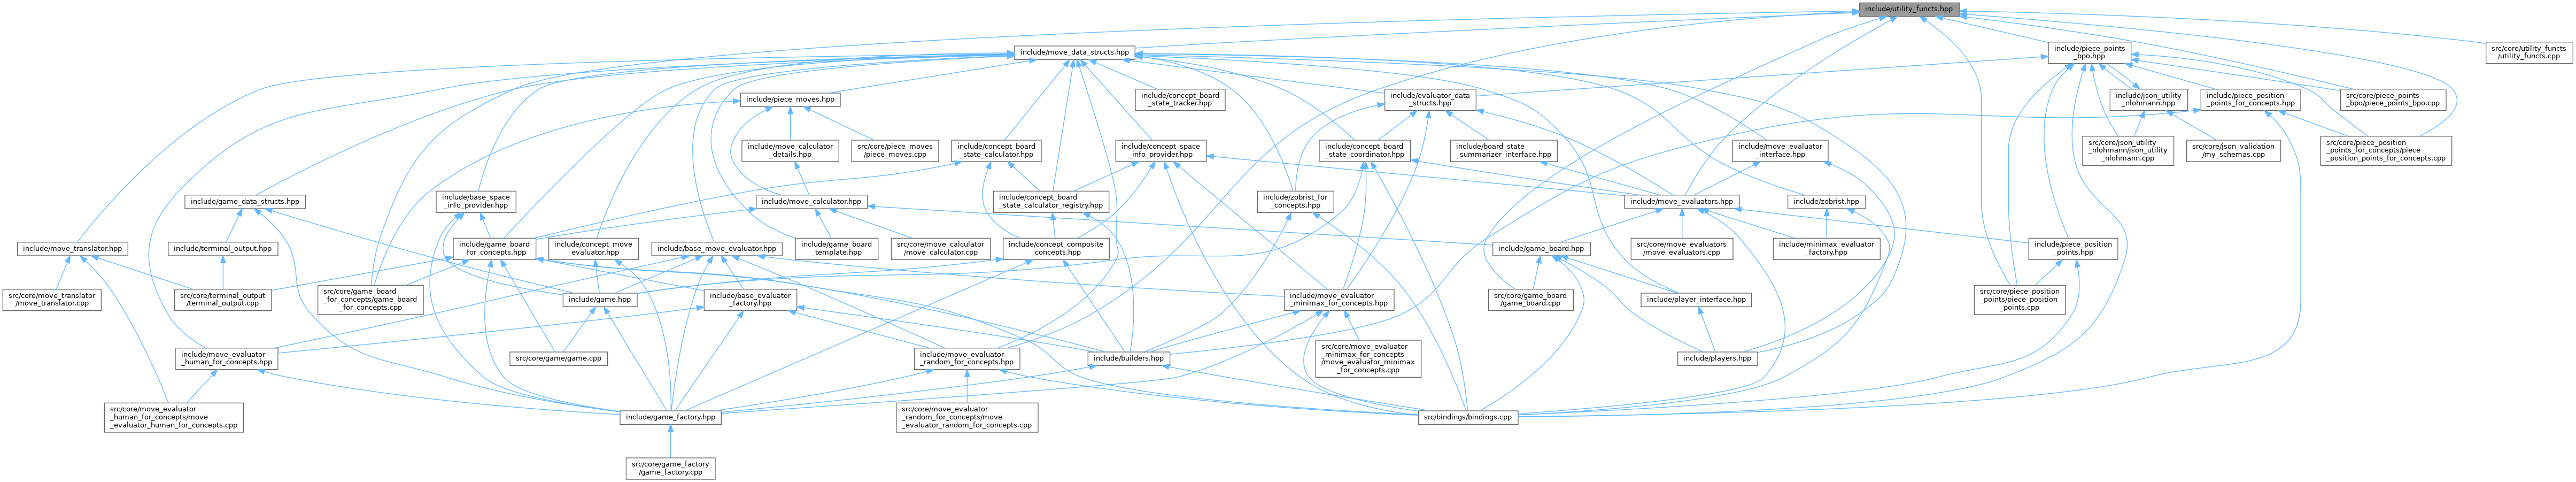 include/utility_functs.hpp
include/move_data_structs.hpp
include/piece_points
_bpo.hpp
src/core/utility_functs
/utility_functs.cpp
include/piece_moves.hpp
include/concept_board
_state_tracker.hpp
include/evaluator_data
_structs.hpp
include/json_utility
_nlohmann.hpp
include/piece_position
_points_for_concepts.hpp
src/core/piece_points
_bpo/piece_points_bpo.cpp
include/move_calculator
_details.hpp
src/core/piece_moves
/piece_moves.cpp
include/concept_board
_state_calculator.hpp
include/concept_space
_info_provider.hpp
include/concept_board
_state_coordinator.hpp
include/board_state
_summarizer_interface.hpp
include/move_evaluator
_interface.hpp
src/core/json_utility
_nlohmann/json_utility
_nlohmann.cpp
src/core/json_validation
/my_schemas.cpp
src/core/piece_position
_points_for_concepts/piece
_position_points_for_concepts.cpp
include/game_data_structs.hpp
include/base_space
_info_provider.hpp
include/move_calculator.hpp
include/concept_board
_state_calculator_registry.hpp
include/zobrist_for
_concepts.hpp
include/move_evaluators.hpp
include/zobrist.hpp
include/move_translator.hpp
include/terminal_output.hpp
include/game_board
_for_concepts.hpp
include/concept_move
_evaluator.hpp
include/base_move_evaluator.hpp
include/game_board
_template.hpp
src/core/move_calculator
/move_calculator.cpp
include/concept_composite
_concepts.hpp
include/game_board.hpp
src/core/move_evaluators
/move_evaluators.cpp
include/minimax_evaluator
_factory.hpp
include/piece_position
_points.hpp
src/core/move_translator
/move_translator.cpp
src/core/terminal_output
/terminal_output.cpp
src/core/game_board
_for_concepts/game_board
_for_concepts.cpp
include/game.hpp
include/base_evaluator
_factory.hpp
include/move_evaluator
_minimax_for_concepts.hpp
src/core/game_board
/game_board.cpp
include/player_interface.hpp
src/core/piece_position
_points/piece_position
_points.cpp
include/move_evaluator
_human_for_concepts.hpp
src/core/game/game.cpp
include/move_evaluator
_random_for_concepts.hpp
include/builders.hpp
src/core/move_evaluator
_minimax_for_concepts
/move_evaluator_minimax
_for_concepts.cpp
include/players.hpp
src/core/move_evaluator
_human_for_concepts/move
_evaluator_human_for_concepts.cpp
include/game_factory.hpp
src/core/move_evaluator
_random_for_concepts/move
_evaluator_random_for_concepts.cpp
src/bindings/bindings.cpp
src/core/game_factory
/game_factory.cpp